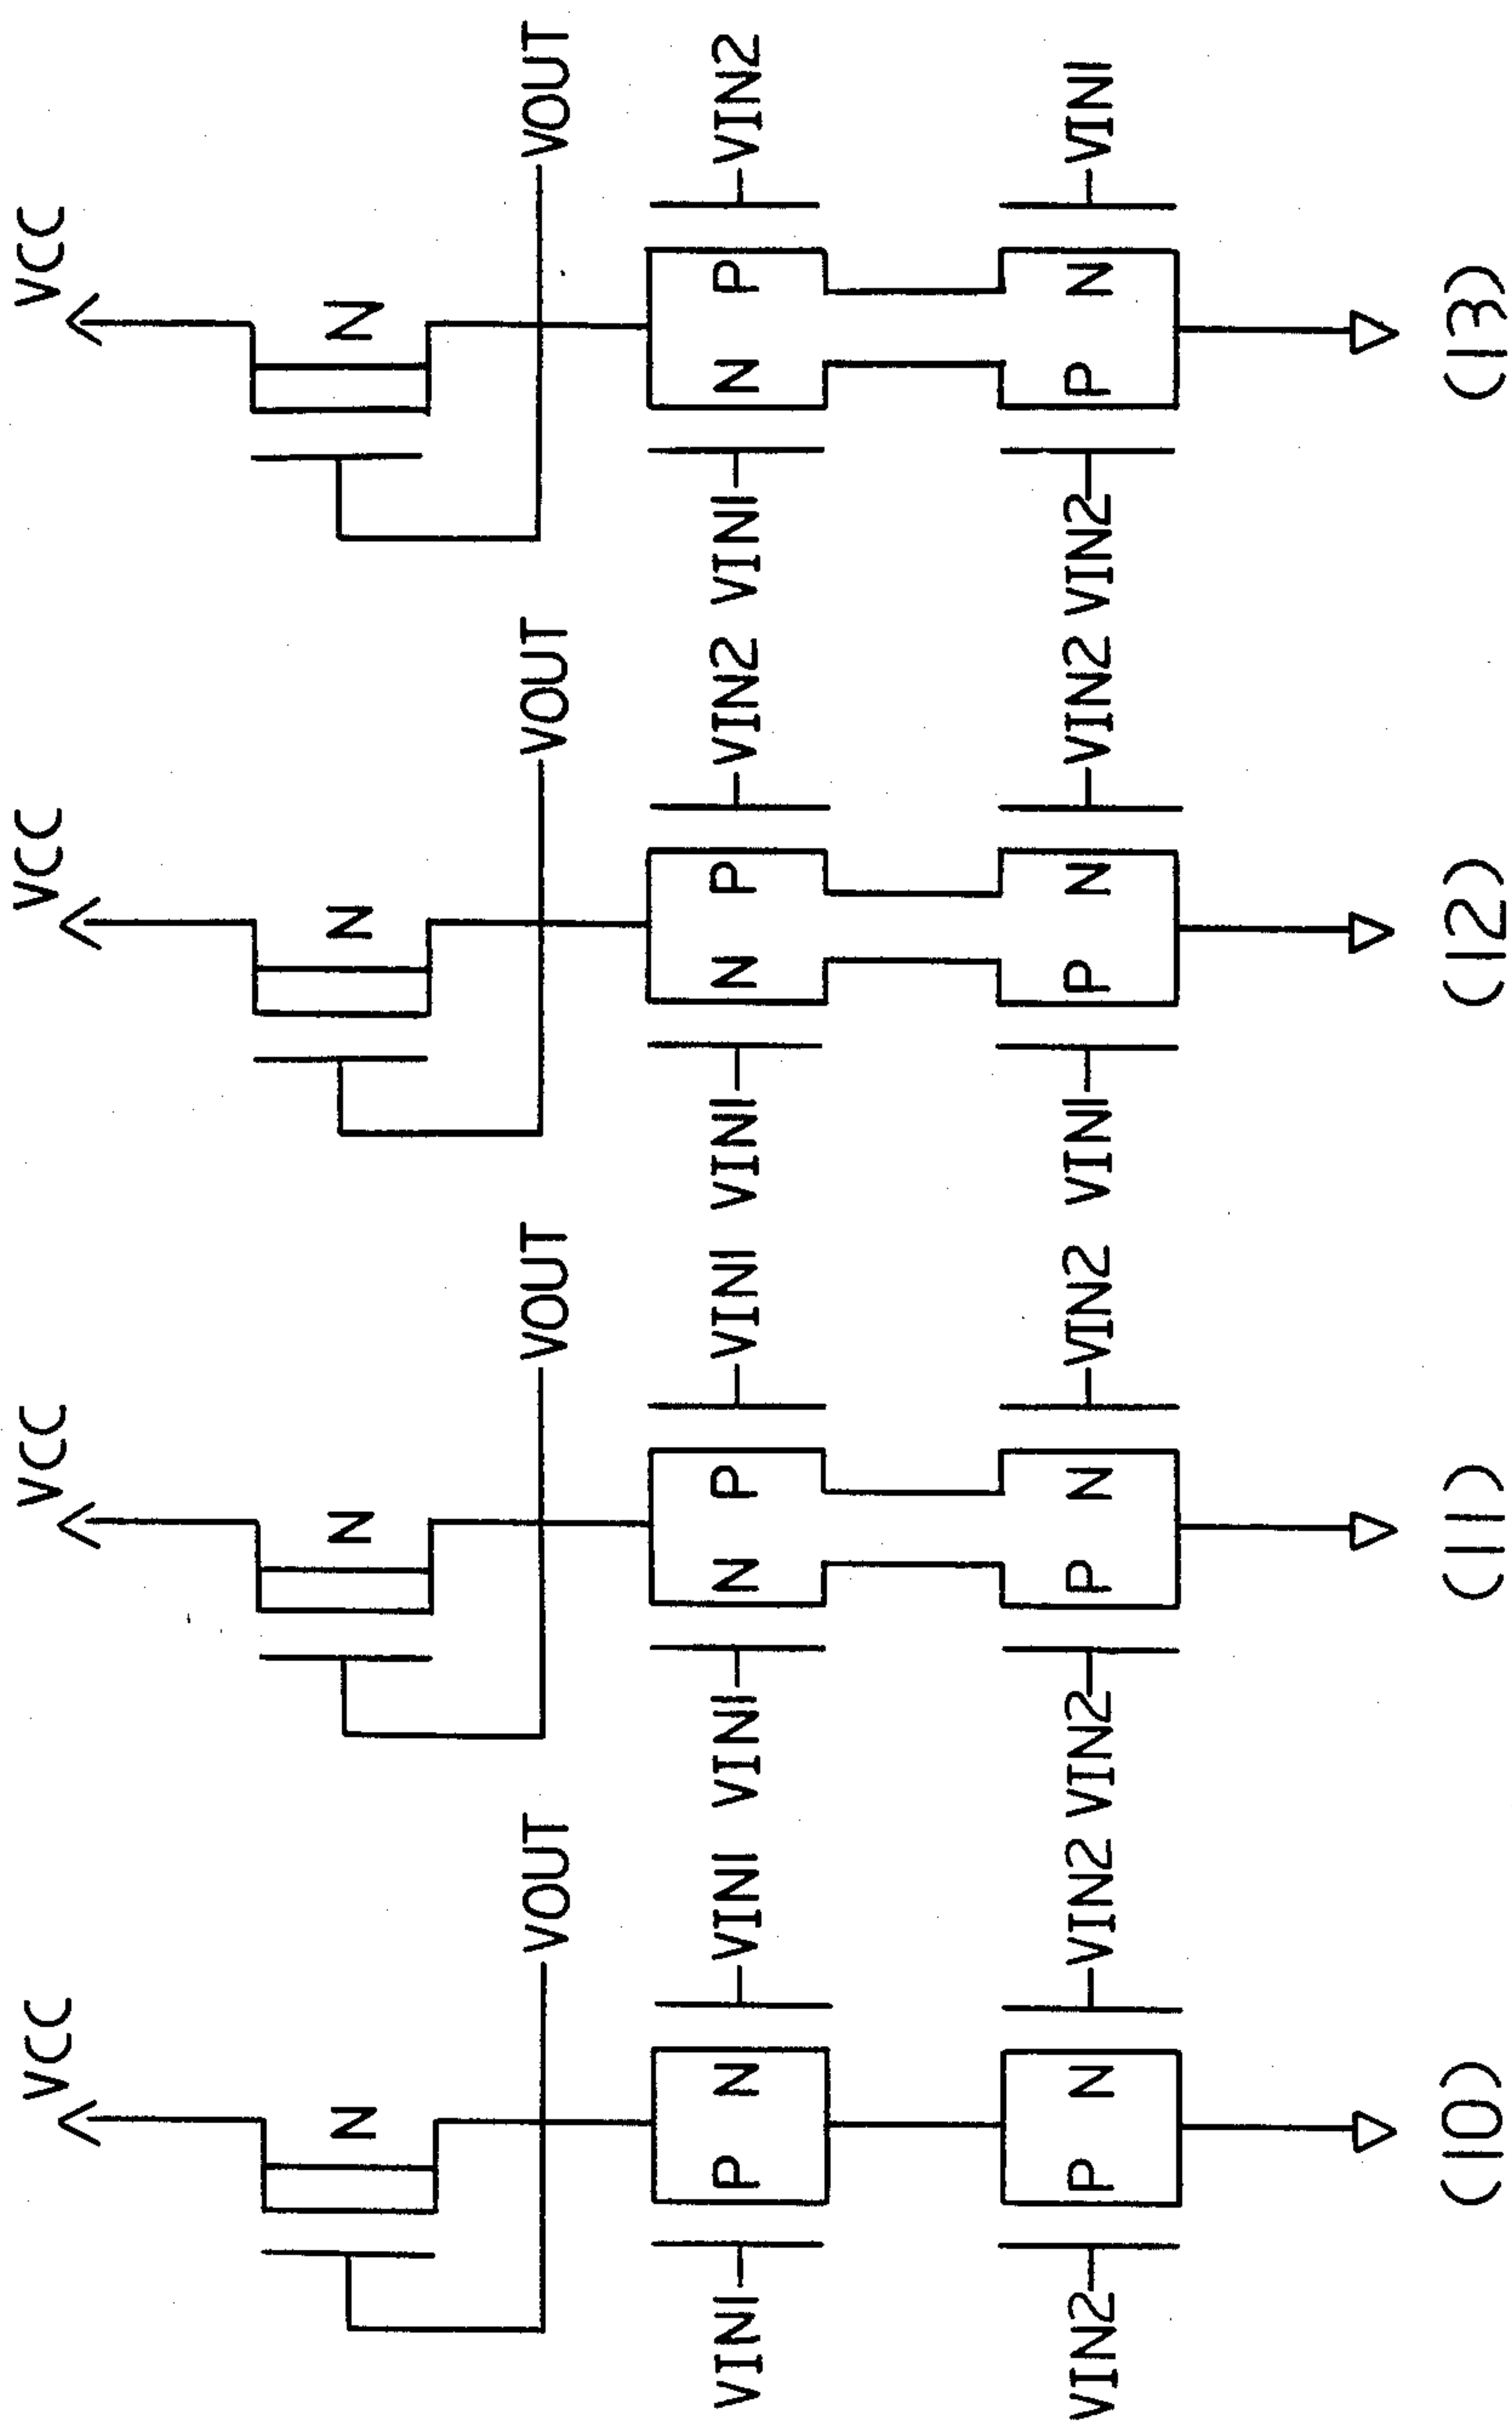 VCC VCC VCC VCC
N N N N
VOUT VOUT VOUT VOUT
VIN1 P N VIN1 VIN1 N P VIN1 VIN1 N P VIN2 VIN1 N P VIN2
VIN2 P N VIN2 VIN2 P N VIN2 VIN1 P N VIN2 VIN2 P N VIN1
(10) (11) (12) (13)